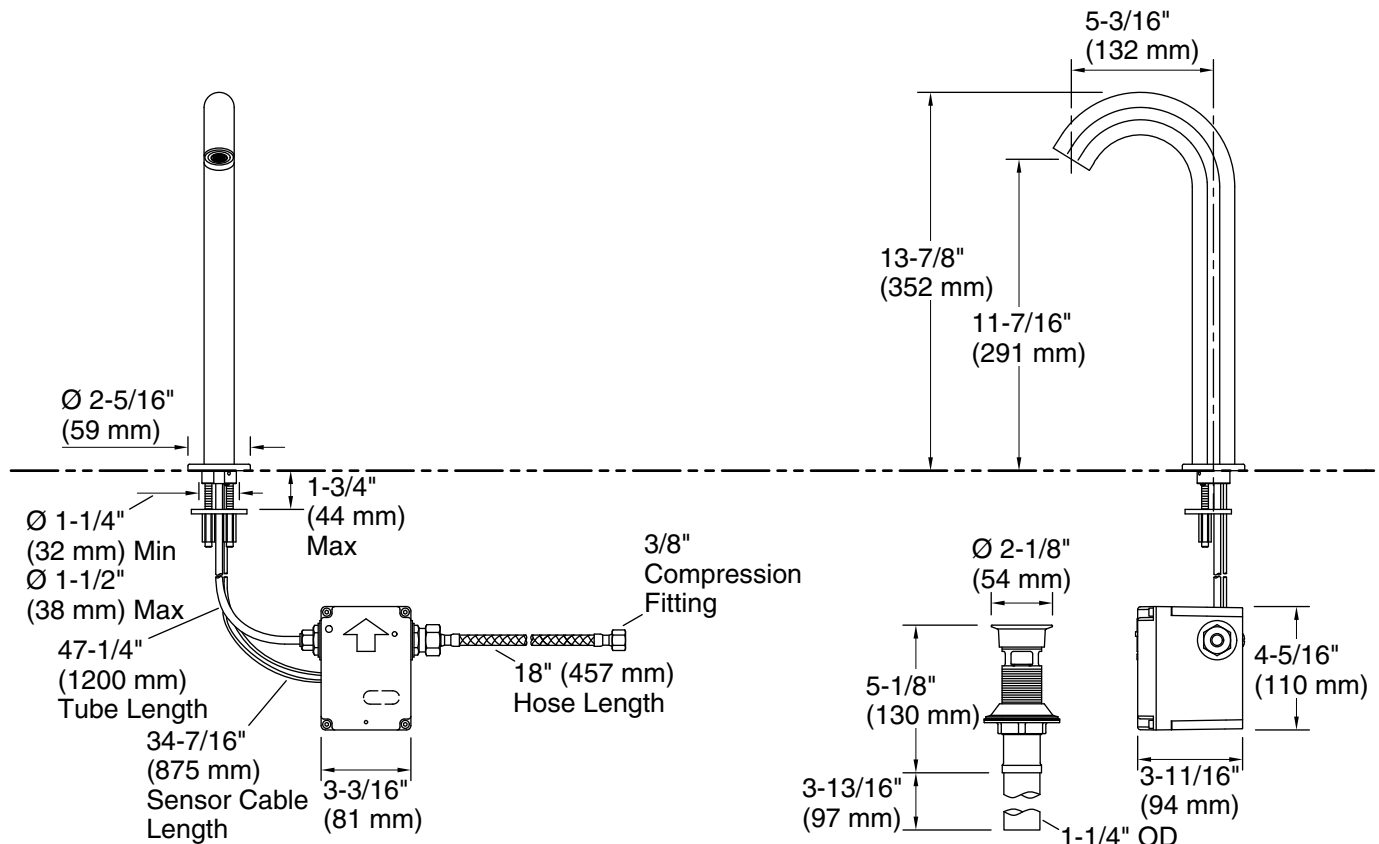 5-3/16"
(132 mm)
13-7/8"
(352 mm)
11-7/16"
(291 mm)
Ø 2-5/16"
(59 mm)
1-3/4"
(44 mm)
Max
Ø 1-1/4"
(32 mm) Min
Ø 1-1/2"
(38 mm) Max
47-1/4"
(1200 mm)
Tube Length
34-7/16"
(875 mm)
Sensor Cable
Length
3-3/16"
(81 mm)
18" (457 mm)
Hose Length
3/8"
Compression
Fitting
Ø 2-1/8"
(54 mm)
5-1/8"
(130 mm)
3-13/16"
(97 mm)
4-5/16"
(110 mm)
3-11/16"
(94 mm)
1-1/4" OD